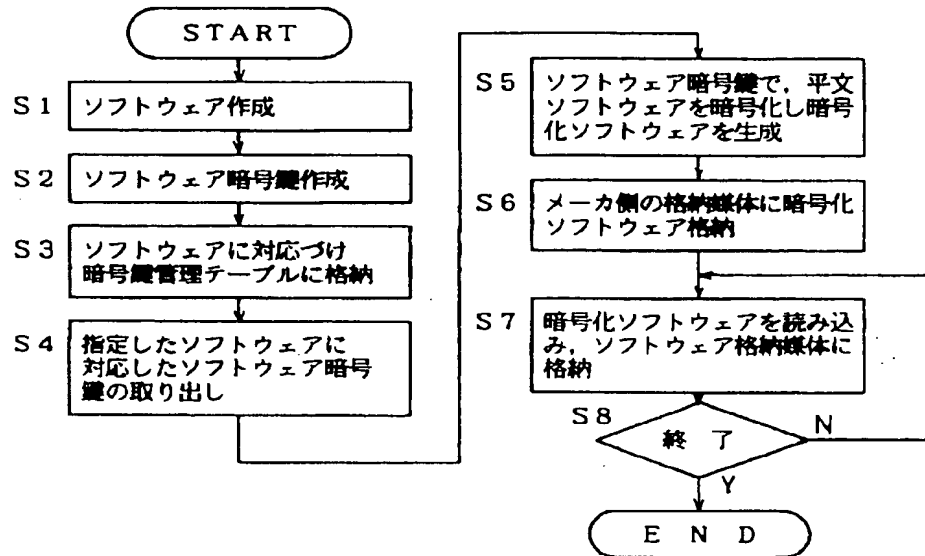 START
S1 ソフトウェア作成
S2 ソフトウェア暗号鍵作成
S3 ソフトウェアに対応づけ
暗号鍵管理テーブルに格納
S4 指定したソフトウェアに
対応したソフトウェア暗号
鍵の取り出し
S5 ソフトウェア暗号鍵で，平文
ソフトウェアを暗号化し暗号
化ソフトウェアを生成
S6 メーカ側の格納媒体に暗号化
ソフトウェア格納
S7 暗号化ソフトウェアを読み込
み，ソフトウェア格納媒体に
格納
S8
終了
N
Y
END